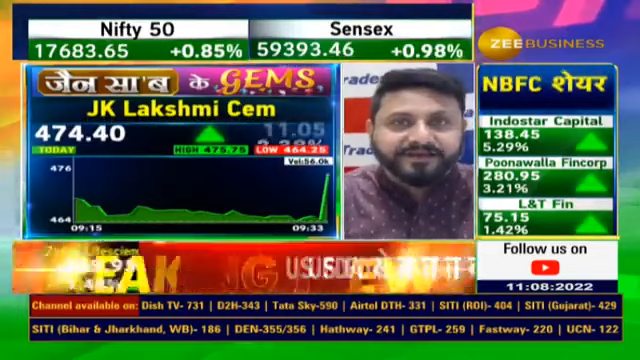 Nifty 50
17683.65 +0.85%
Sensex
59393.46 +0.98%
ZEEBUSINESS
जैन सा'ब के GEMS
JK Lakshmi Cem
474.40
11.05
TODAY HIGH 475.75 LOW 464.25
Vol:56.0k
476
464
09:15 09:33
Trade
NBFC शेयर
Indostar Capital
138.45
5.29%
Poonawalla Fincorp
280.95
3.21%
L&T Fin
75.15
1.42%
Follow us on
11:08:2022
Channel available on: Dish TV- 731 | D2H-343 | Tata Sky-590 | Airtel DTH- 331 | SITI (ROI)- 404 | SITI (Gujarat)- 429
SITI (Bihar & Jharkhand, WB)- 186 | DEN-355/356 | Hathway- 241 | GTPL- 259 | Fastway- 220 | UCN- 122